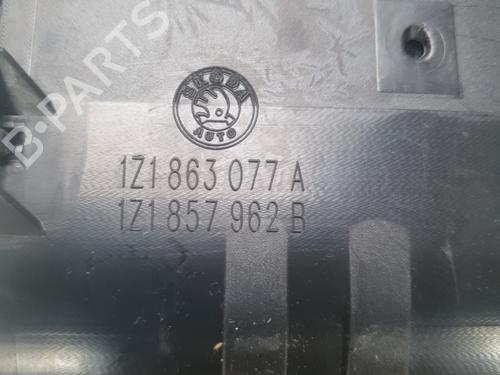 B-PARTS
ŠKODA
AUTO
1Z1 863 077 A
1Z1 857 962 B